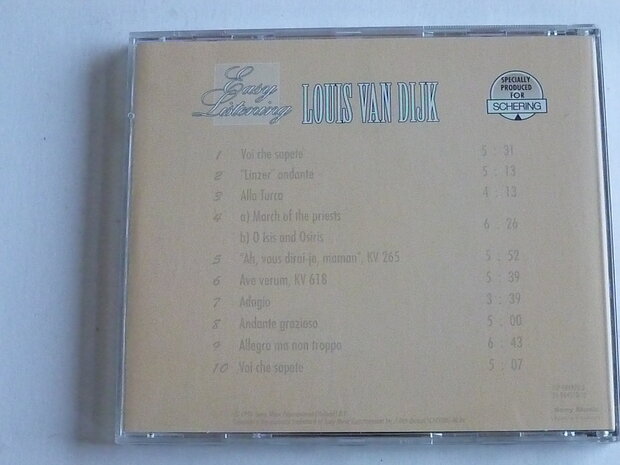 Easy
Listening
LOUIS VAN DIJK
SPECIALLY
PRODUCED
FOR
SCHERING
1 Voi che sapete 5 : 31
2 "Linzer" andante 5 : 13
3 Alla Turca 4 : 13
4 a) March of the priests 6 : 26
b) O Isis and Osiris
5 "Ah, vous dirai-je, maman", KV 265 5 : 52
6 Ave verum, KV 618 5 : 39
7 Adagio 3 : 39
8 Andante grazioso 5 : 00
9 Allegro ma non troppo 6 : 43
10 Voi che sapete 5 : 07
Sony Music